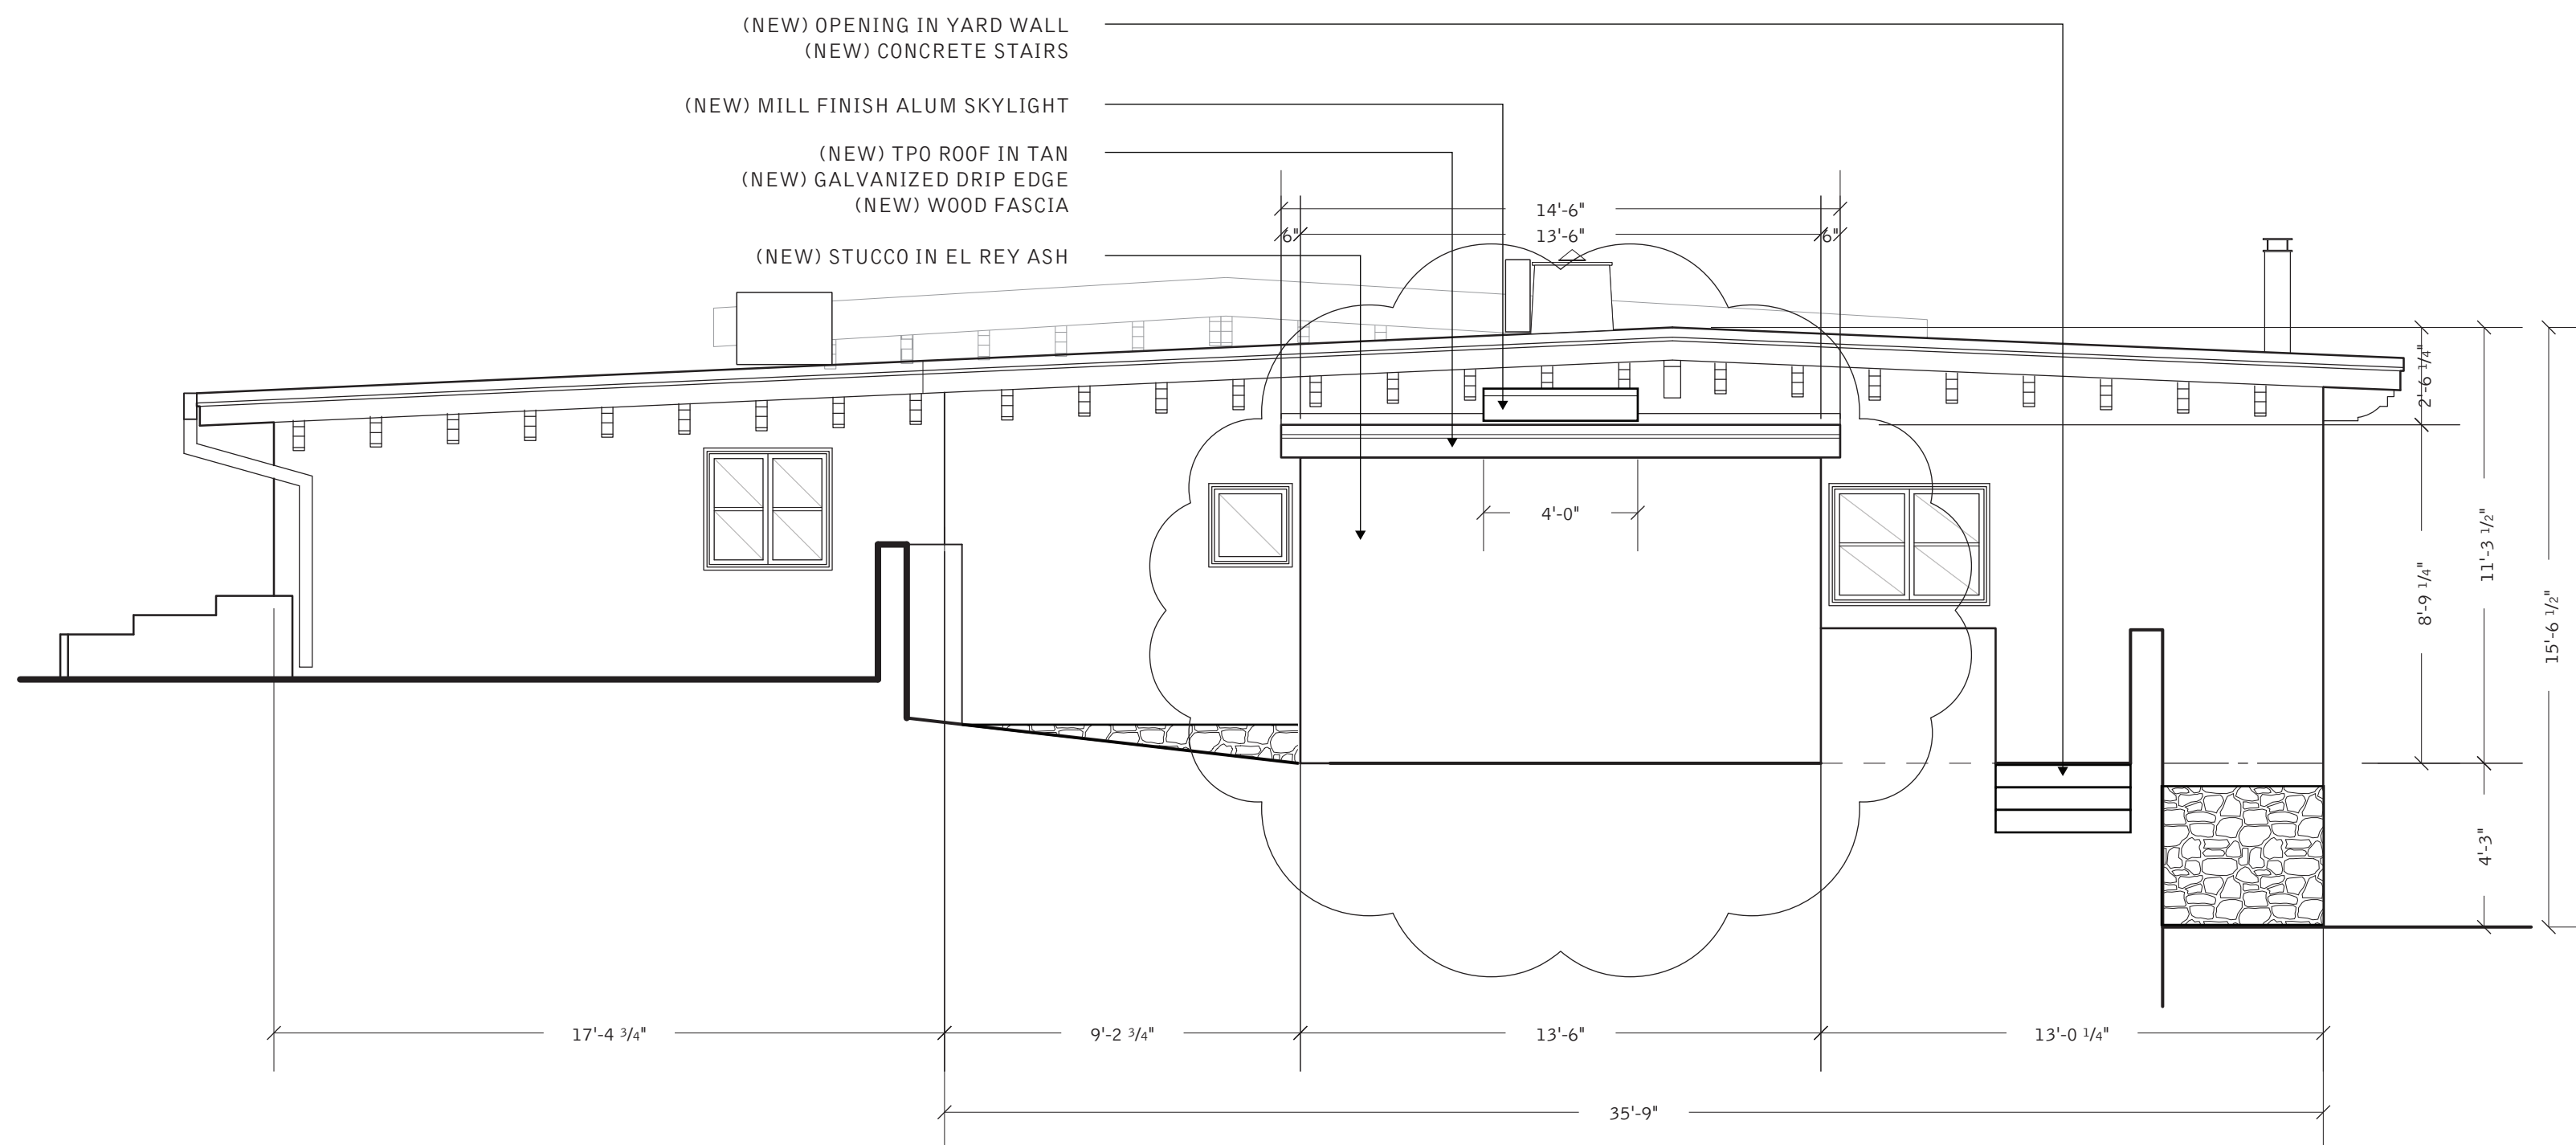 (NEW) OPENING IN YARD WALL
(NEW) CONCRETE STAIRS
(NEW) MILL FINISH ALUM SKYLIGHT
(NEW) TPO ROOF IN TAN
(NEW) GALVANIZED DRIP EDGE
(NEW) WOOD FASCIA
(NEW) STUCCO IN EL REY ASH
14'-6"
6"
13'-6"
6"
2'-6 1/4"
4'-0"
8'-9 1/4"
11'-3 1/2"
15'-6 1/2"
4'-3"
17'-4 3/4"
9'-2 3/4"
13'-6"
13'-0 1/4"
35'-9"